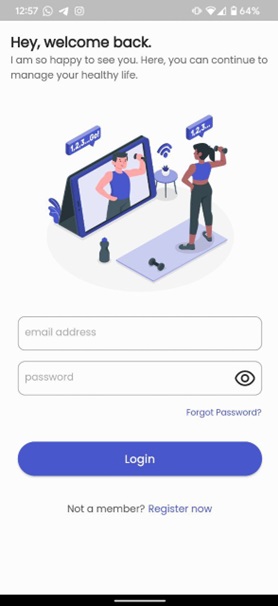 12:57
64%
Hey, welcome back.
I am so happy to see you. Here, you can continue to
manage your healthy life.
1,2,3...Go!
1,2,3...
email address
password
Forgot Password?
Login
Not a member? Register now